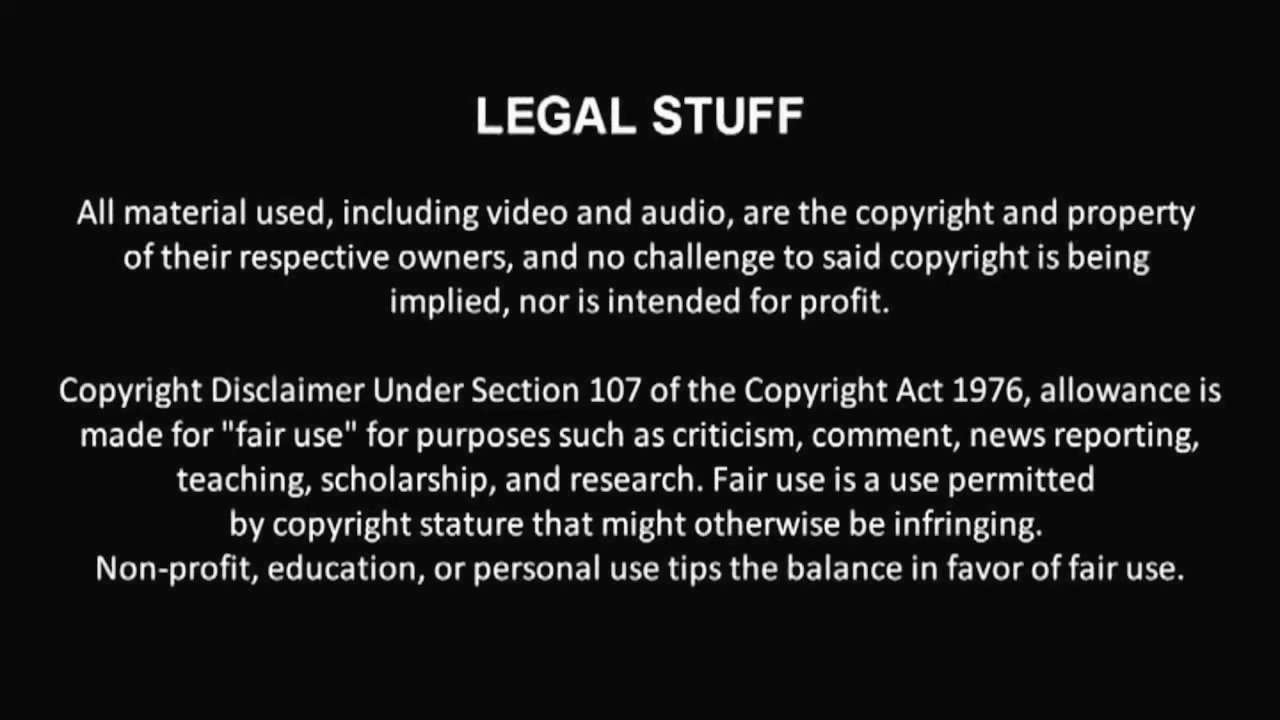 LEGAL STUFF
All material used, including video and audio, are the copyright and property
of their respective owners, and no challenge to said copyright is being
implied, nor is intended for profit.
Copyright Disclaimer Under Section 107 of the Copyright Act 1976, allowance is
made for "fair use" for purposes such as criticism, comment, news reporting,
teaching, scholarship, and research. Fair use is a use permitted
by copyright stature that might otherwise be infringing.
Non-profit, education, or personal use tips the balance in favor of fair use.